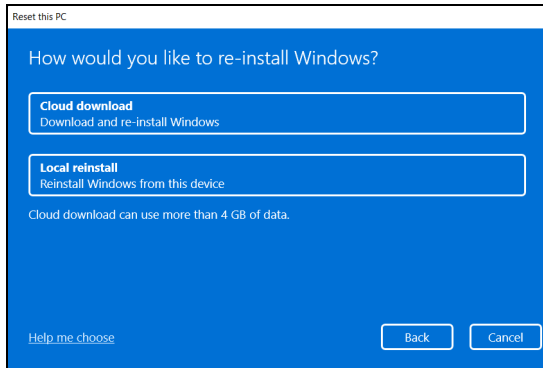 Reset this PC
How would you like to re-install Windows?
Cloud download
Download and re-install Windows
Local reinstall
Reinstall Windows from this device
Cloud download can use more than 4 GB of data.
Help me choose
Back
Cancel